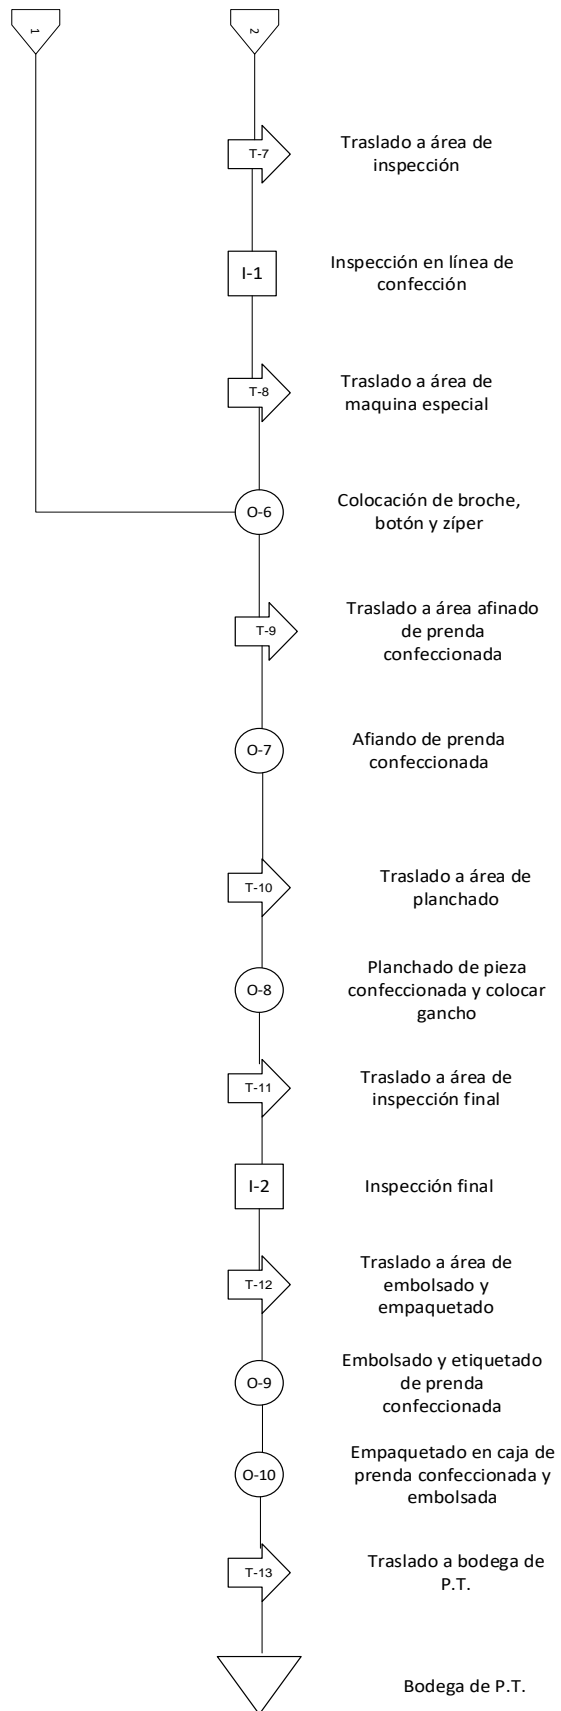 1
2
T-7
Traslado a área de
inspección
I-1
Inspección en línea de
confección
T-8
Traslado a área de
maquina especial
O-6
Colocación de broche,
botón y zíper
T-9
Traslado a área afinado
de prenda
confeccionada
O-7
Afiando de prenda
confeccionada
T-10
Traslado a área de
planchado
O-8
Planchado de pieza
confeccionada y colocar
gancho
T-11
Traslado a área de
inspección final
I-2
Inspección final
T-12
Traslado a área de
embolsado y
empaquetado
O-9
Embolsado y etiquetado
de prenda
confeccionada
O-10
Empaquetado en caja de
prenda confeccionada y
embolsada
T-13
Traslado a bodega de
P.T.
Bodega de P.T.